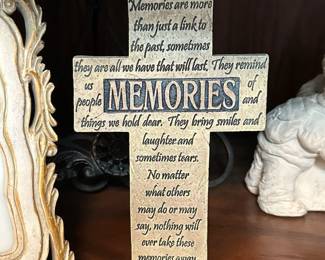 Memories are more
than just a link to
the past, sometimes
they are all we have that will last. They remind
us MEMORIES of
people and
things we hold dear. They bring smiles and
laughter and
sometimes tears.
No matter
what others
may do or may
say, nothing will
ever take these
memories away.